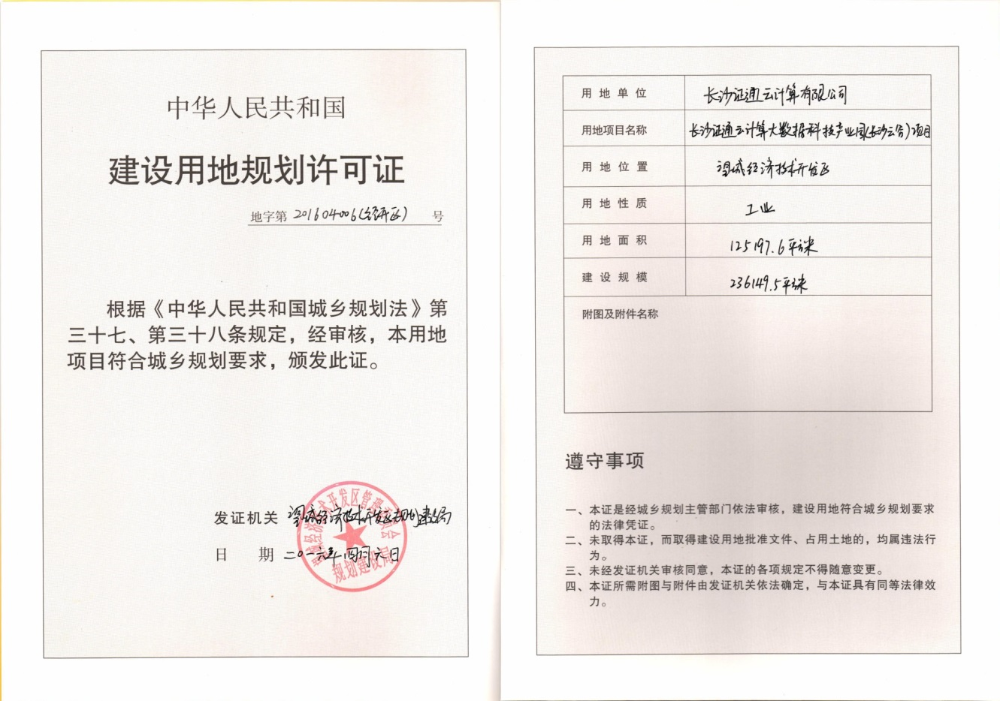 中华人民共和国
建设用地规划许可证
地字第 201604006(经开区) 号
根据《中华人民共和国城乡规划法》第
三十七、第三十八条规定，经审核，本用地
项目符合城乡规划要求，颁发此证。
发证机关 望城经济技术开发区规划建设局
日 期 二〇一六年四月六日
规划建设局
用地单位 长沙证通云计算有限公司
用地项目名称 长沙证通云计算大数据科技产业园(长沙云谷)项目
用地位置 望城经济技术开发区
用地性质 工业
用地面积 125197.6平方米
建设规模 236149.5平方米
附图及附件名称
遵守事项
一、本证是经城乡规划主管部门依法审核，建设用地符合城乡规划要求
的法律凭证。
二、未取得本证，而取得建设用地批准文件、占用土地的，均属违法行
为。
三、未经发证机关审核同意，本证的各项规定不得随意变更。
四、本证所需附图与附件由发证机关依法确定，与本证具有同等法律效
力。